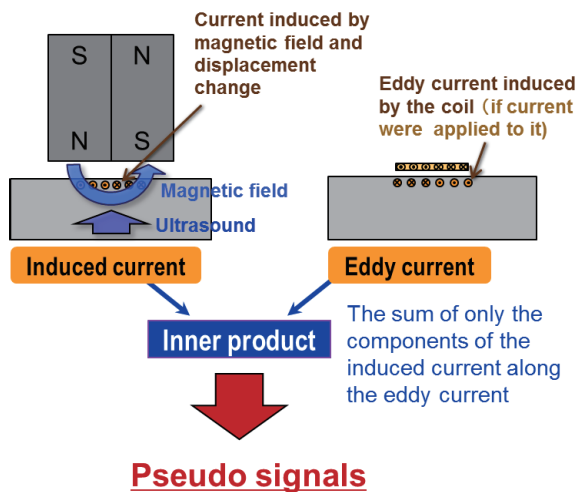 Current induced by
magnetic field and
displacement
change
S N
N S
Magnetic field
Ultrasound
Induced current
Eddy current induced
by the coil (if current
were applied to it)
Eddy current
Inner product
The sum of only the
components of the
induced current along
the eddy current
Pseudo signals